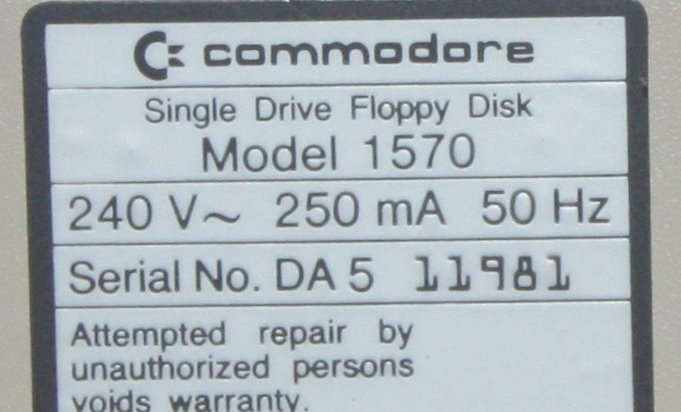 commodore
Single Drive Floppy Disk
Model 1570
240 V~ 250 mA 50 Hz
Serial No. DA 5 11981
Attempted repair by
unauthorized persons
voids warranty.